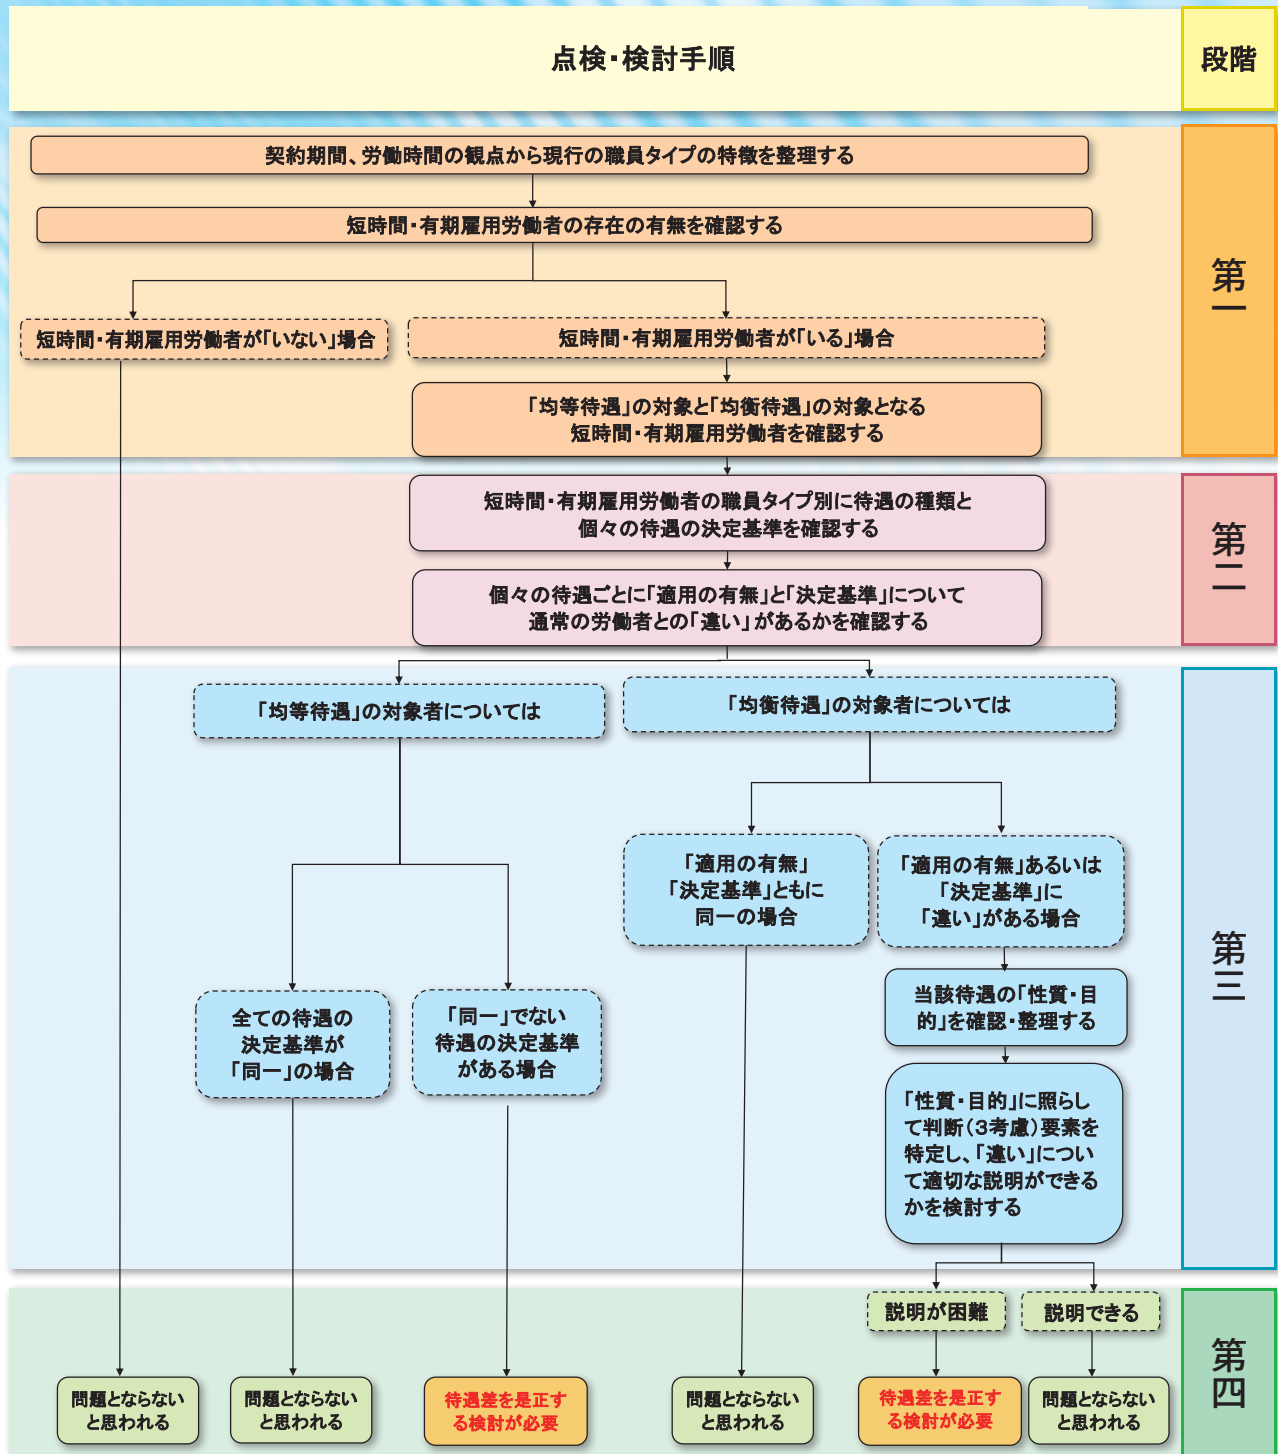 点検・検討手順
段階
契約期間、労働時間の観点から現行の職員タイプの特徴を整理する
短時間・有期雇用労働者の存在の有無を確認する
短時間・有期雇用労働者が「いない」場合
短時間・有期雇用労働者が「いる」場合
「均等待遇」の対象と「均衡待遇」の対象となる
短時間・有期雇用労働者を確認する
第一
短時間・有期雇用労働者の職員タイプ別に待遇の種類と
個々の待遇の決定基準を確認する
個々の待遇ごとに「適用の有無」と「決定基準」について
通常の労働者との「違い」があるかを確認する
第二
「均等待遇」の対象者については
「均衡待遇」の対象者については
「適用の有無」
「決定基準」ともに
同一の場合
「適用の有無」あるいは
「決定基準」に
「違い」がある場合
全ての待遇の
決定基準が
「同一」の場合
「同一」でない
待遇の決定基準
がある場合
当該待遇の「性質・目
的」を確認・整理する
「性質・目的」に照らし
て判断（３考慮）要素を
特定し、「違い」につい
て適切な説明ができる
かを検討する
第三
説明が困難
説明できる
問題とならない
と思われる
問題とならない
と思われる
待遇差を是正す
る検討が必要
問題とならない
と思われる
待遇差を是正す
る検討が必要
問題とならない
と思われる
第四